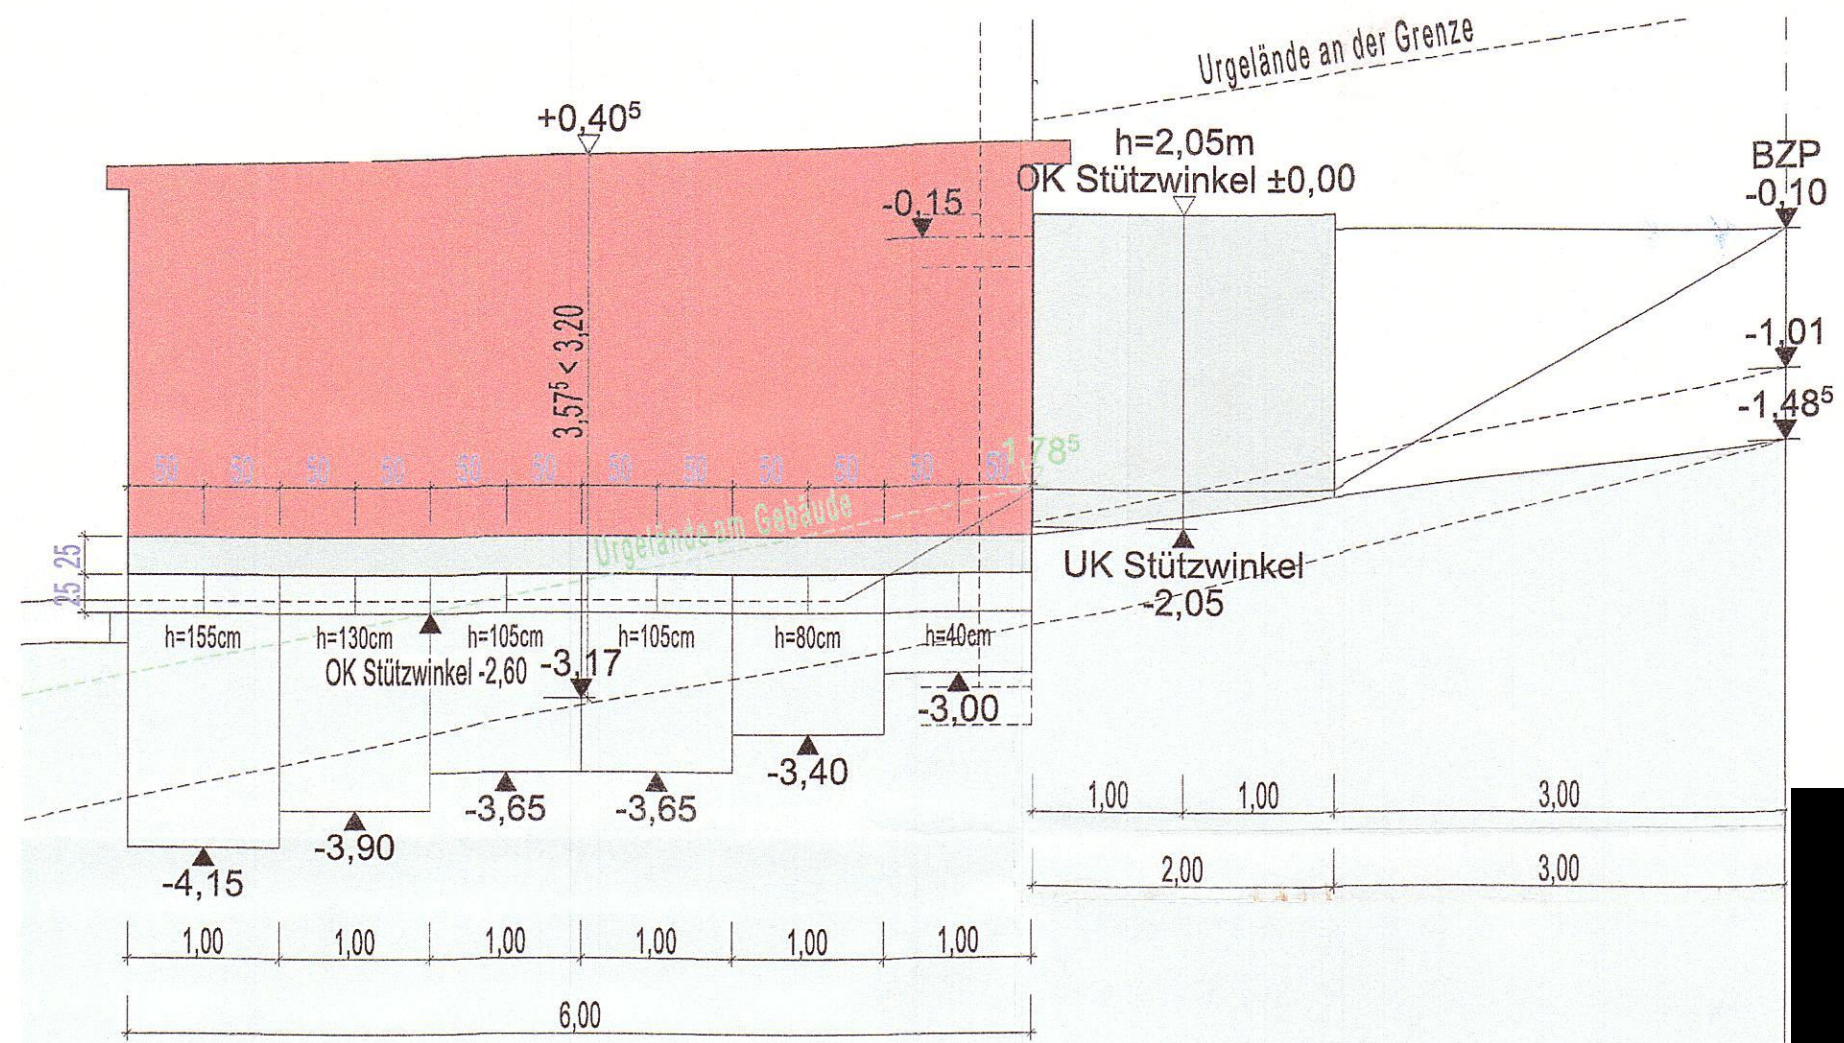 Urgelände an der Grenze
+0,40⁵
h=2,05m
OK Stützwinkel ±0,00
BZP
-0,10
-0,15
-1,01
-1,48⁵
3,57⁵ < 3,20
-1,78⁵
50 50 50 50 50 50 50 50 50 50 50 50
Urgelände am Gebäude
25 25
UK Stützwinkel
-2,05
h=155cm h=130cm h=105cm h=105cm h=80cm h=40cm
OK Stützwinkel -2,60
-3,17
-3,00
-3,40
-3,65 -3,65
-3,90
-4,15
1,00 1,00 3,00
2,00 3,00
1,00 1,00 1,00 1,00 1,00 1,00
6,00